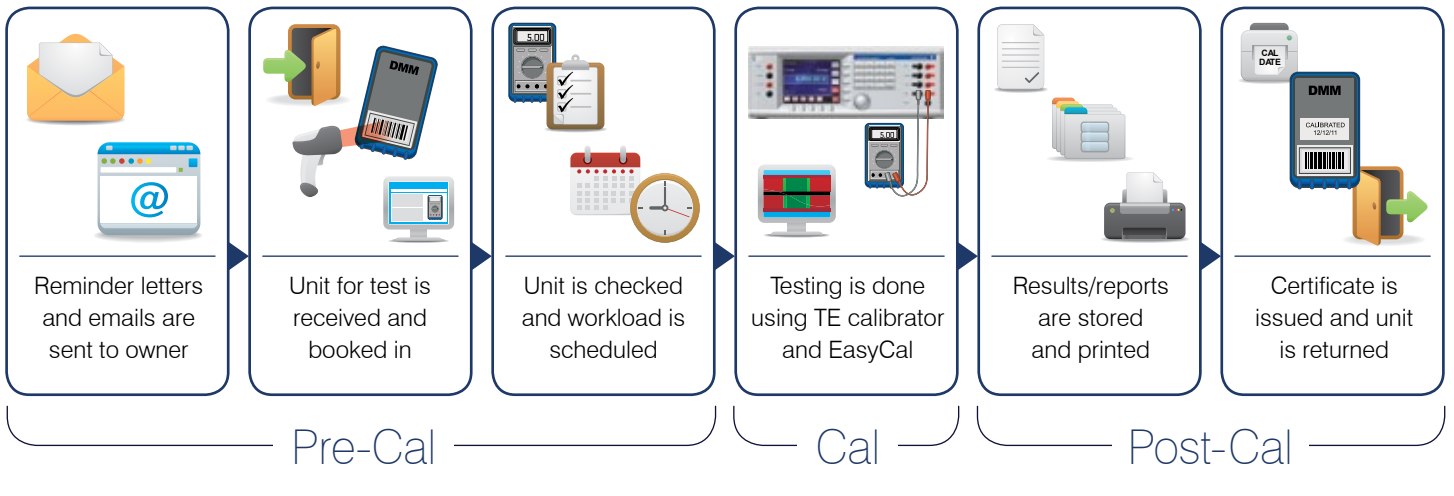 DMM
5.00
@
5.00
CAL
DATE
DMM
CALIBRATED
12/12/11
Reminder letters
and emails are
sent to owner
Unit for test is
received and
booked in
Unit is checked
and workload is
scheduled
Testing is done
using TE calibrator
and EasyCal
Results/reports
are stored
and printed
Certificate is
issued and unit
is returned
Pre-Cal
Cal
Post-Cal